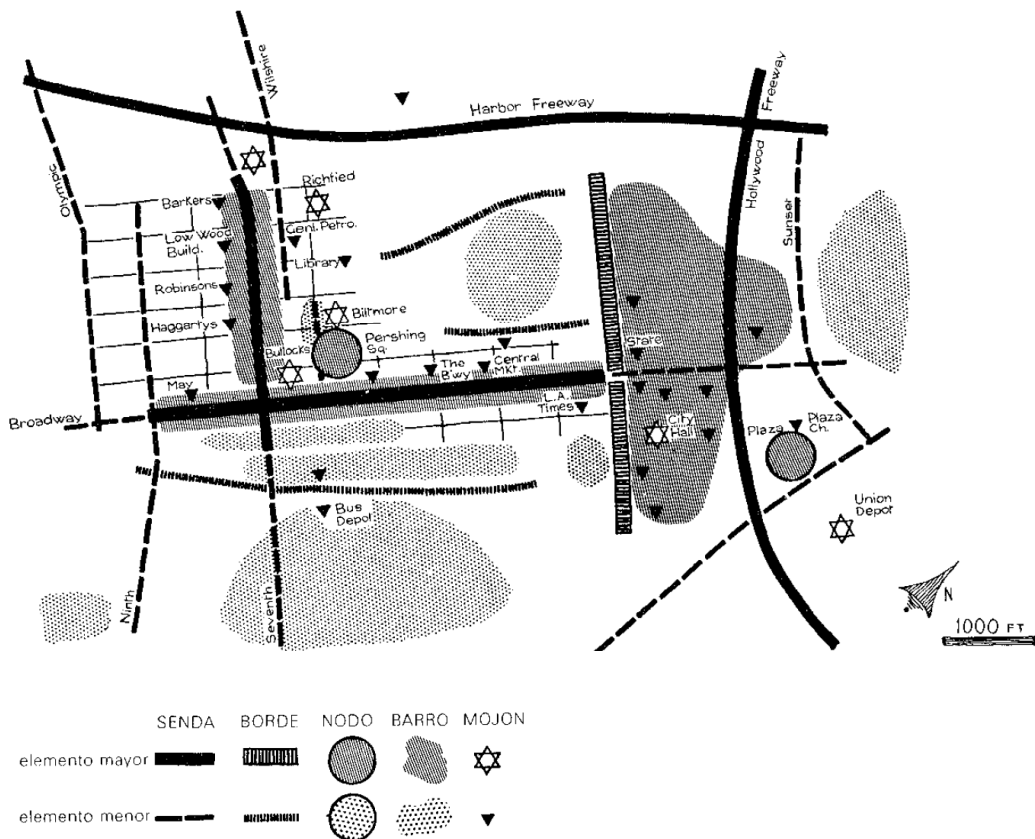 Wilshire
Harbor Freeway
Hollywood
Freeway
Olympic
Sunset
Richfied
Barkers
Low Wood
Build.
Genl. Petro.
Library
Robinsons
Haggartys
Biltmore
Pershing
Sq.
Bullocks
State
May
The
B'wy
Central
Mkt.
Broadway
L.A.
Times
City
Hall
Plaza
Plaza
Ch.
Bus
Depot
Union
Depot
Ninth
Seventh
N
1000 FT
SENDA BORDE NODO BARRO MOJON
elemento mayor
elemento menor